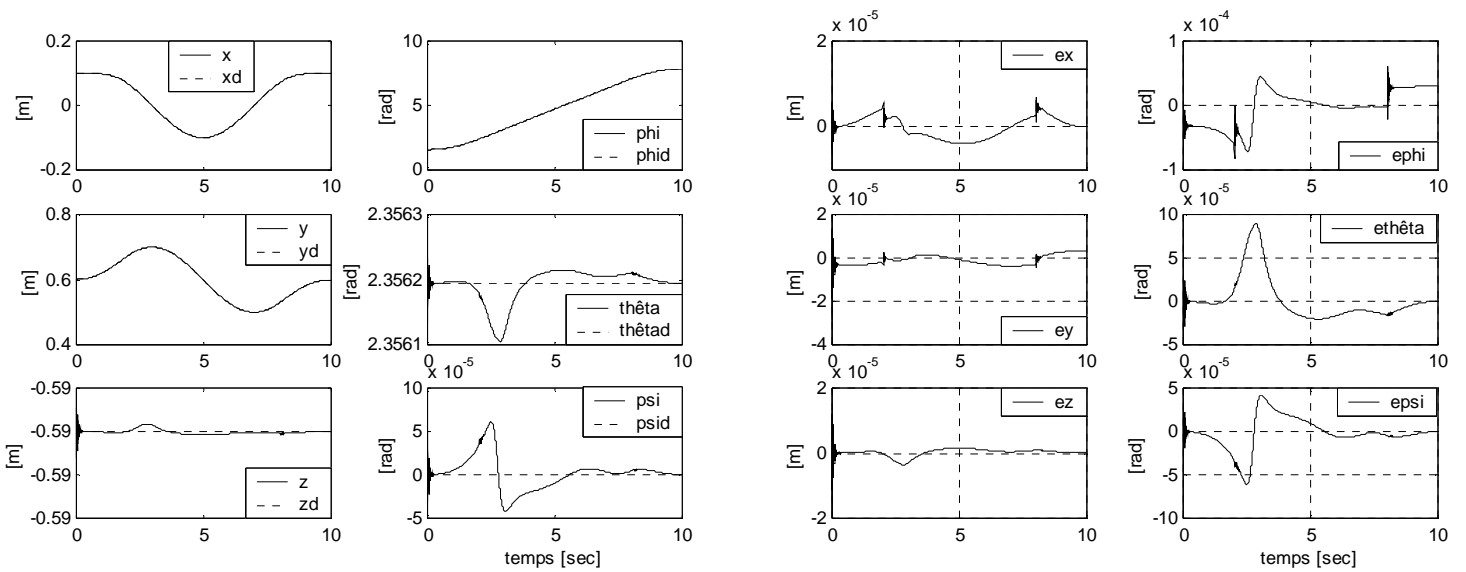 0.2
0
-0.2
[m]
x
xd
0
5
10
10
5
0
[rad]
phi
phid
0
5
10
x 10^-5
2
0
[m]
ex
0
5
10
x 10^-4
1
0
-1
[rad]
ephi
0
5
10
0.8
0.6
0.4
[m]
y
yd
0
5
10
2.3563
2.3562
2.3561
[rad]
thêta
thêtad
0
5
10
x 10^-5
2
0
-2
-4
[m]
ey
0
5
10
x 10^-5
10
5
0
-5
[rad]
ethêta
0
5
10
-0.59
-0.59
-0.59
-0.59
[m]
z
zd
0
5
10
x 10^-5
10
5
0
-5
[rad]
psi
psid
0
5
10
temps [sec]
x 10^-5
2
0
-2
[m]
ez
0
5
10
x 10^-5
5
0
-5
-10
[rad]
epsi
0
5
10
temps [sec]